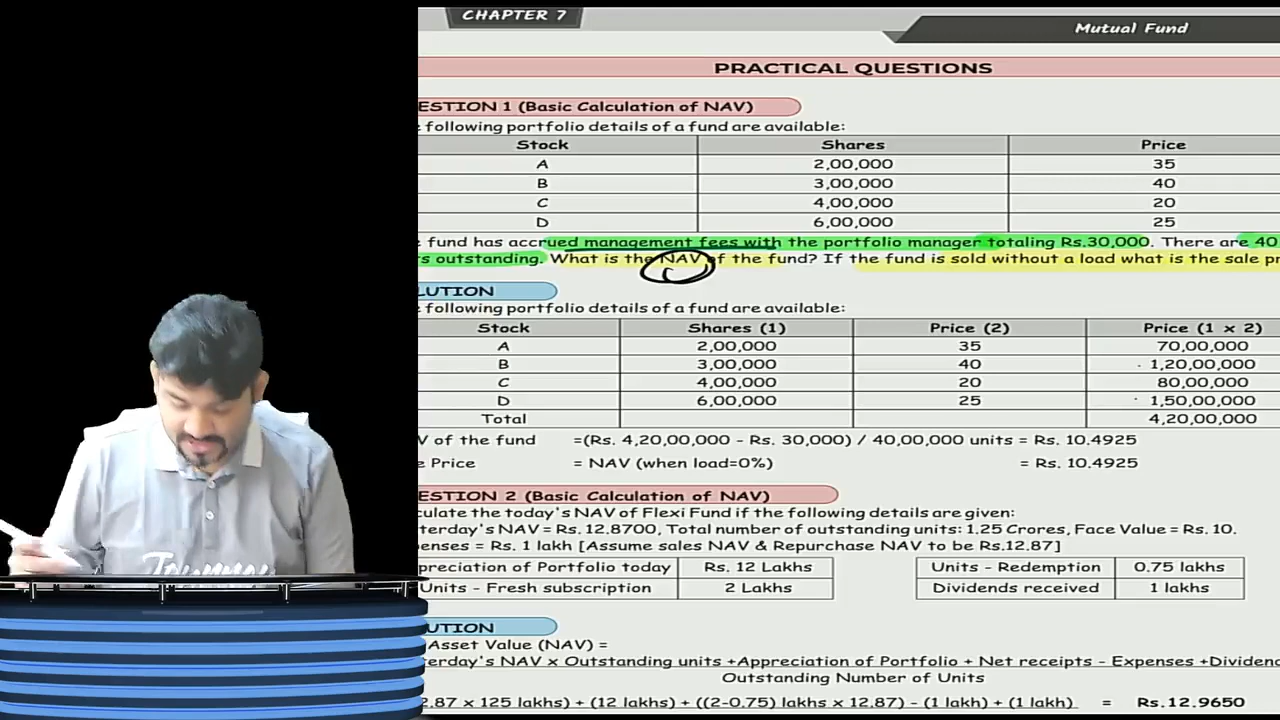 CHAPTER 7
Mutual Fund
PRACTICAL QUESTIONS
ESTION 1 (Basic Calculation of NAV)
following portfolio details of a fund are available:
Stock Shares Price
A 2,00,000 35
B 3,00,000 40
C 4,00,000 20
D 6,00,000 25
fund has accrued management fees with the portfolio manager totaling Rs.30,000. There are 40
s outstanding. What is the NAV of the fund? If the fund is sold without a load what is the sale pr
LUTION
following portfolio details of a fund are available:
Stock Shares (1) Price (2) Price (1 x 2)
A 2,00,000 35 70,00,000
B 3,00,000 40 1,20,00,000
C 4,00,000 20 80,00,000
D 6,00,000 25 1,50,00,000
Total 4,20,00,000
V of the fund =(Rs. 4,20,00,000 - Rs. 30,000) / 40,00,000 units = Rs. 10.4925
e Price = NAV (when load=0%) = Rs. 10.4925
ESTION 2 (Basic Calculation of NAV)
culate the today's NAV of Flexi Fund if the following details are given:
terday's NAV = Rs. 12.8700, Total number of outstanding units: 1.25 Crores, Face Value = Rs. 10.
enses = Rs. 1 lakh [Assume sales NAV & Repurchase NAV to be Rs.12.87]
preciation of Portfolio today Rs. 12 Lakhs Units - Redemption 0.75 lakhs
Units - Fresh subscription 2 Lakhs Dividends received 1 lakhs
UTION
Asset Value (NAV) =
terday's NAV x Outstanding units +Appreciation of Portfolio + Net receipts - Expenses +Dividen
Outstanding Number of Units
2.87 x 125 lakhs) + (12 lakhs) + ((2-0.75) lakhs x 12.87) - (1 lakh) + (1 lakh) = Rs.12.9650